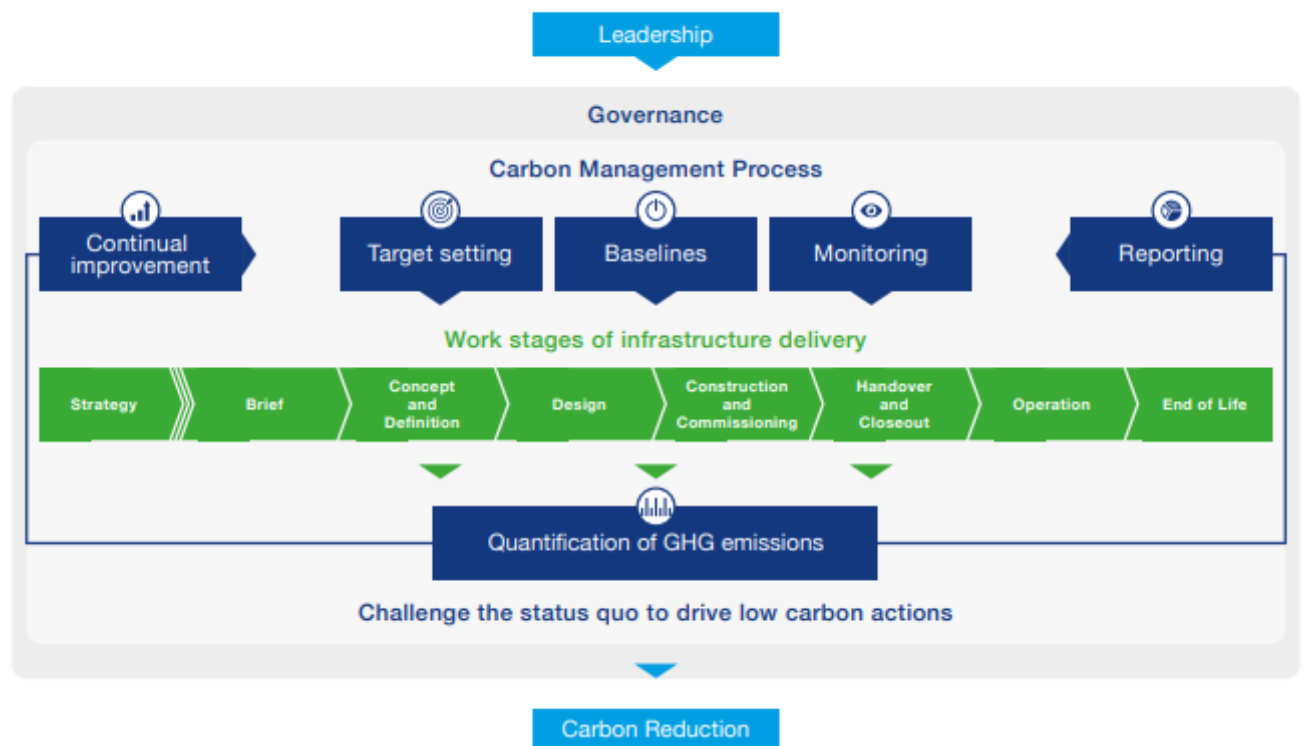 Leadership
Governance
Carbon Management Process
Continual
improvement
Target setting
Baselines
Monitoring
Reporting
Work stages of infrastructure delivery
Strategy
Brief
Concept
and
Definition
Design
Construction
and
Commissioning
Handover
and
Closeout
Operation
End of Life
Quantification of GHG emissions
Challenge the status quo to drive low carbon actions
Carbon Reduction